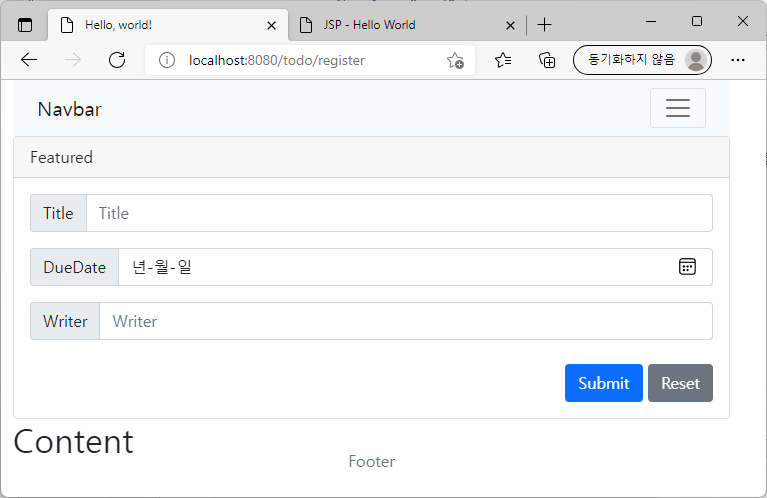 Hello, world!
JSP - Hello World
localhost:8080/todo/register
동기화하지 않음
Navbar
Featured
Title
Title
DueDate
년-월-일
Writer
Writer
Submit
Reset
Content
Footer